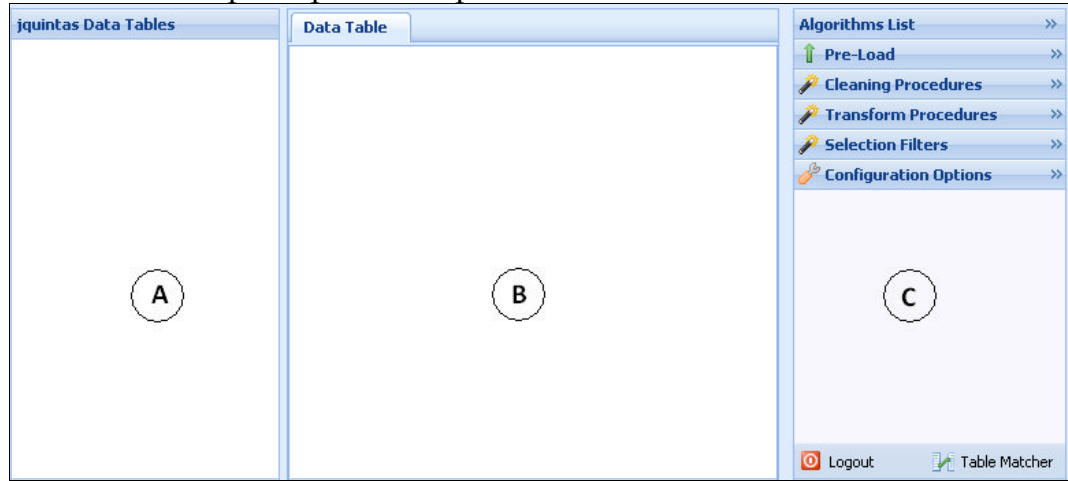 jquintas Data Tables
Data Table
Algorithms List
Pre-Load
Cleaning Procedures
Transform Procedures
Selection Filters
Configuration Options
A
B
C
Logout
Table Matcher